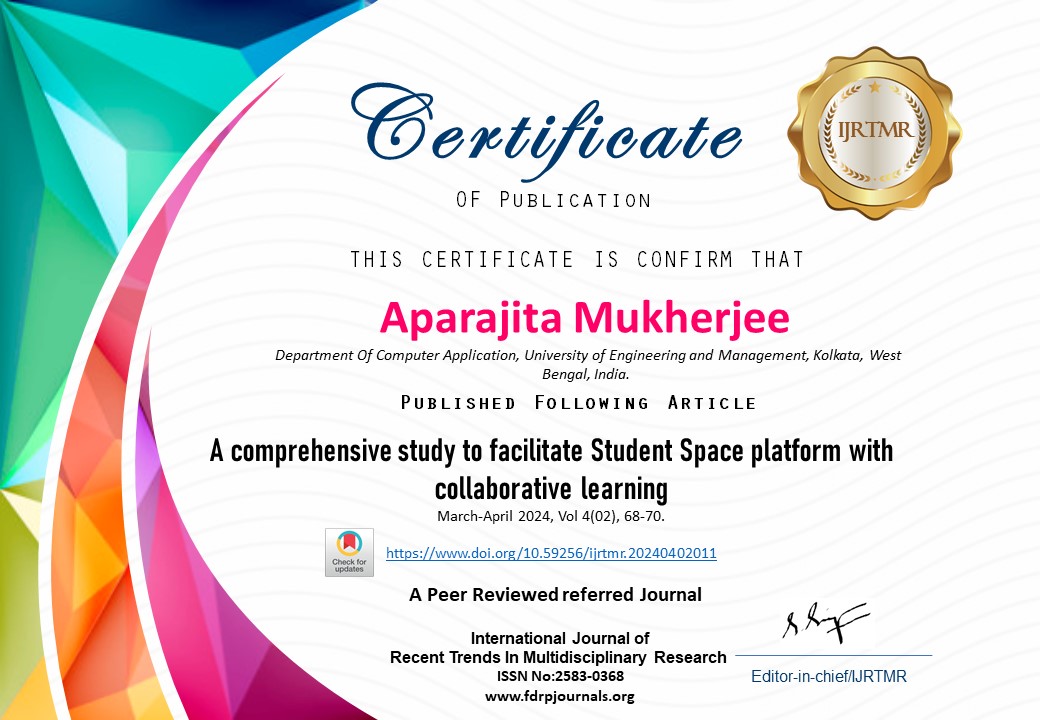 Certificate
IJRTMR
OF PUBLICATION
THIS CERTIFICATE IS CONFIRM THAT
Aparajita Mukherjee
Department Of Computer Application, University of Engineering and Management, Kolkata, West
Bengal, India.
PUBLISHED FOLLOWING ARTICLE
A comprehensive study to facilitate Student Space platform with
collaborative learning
March-April 2024, Vol 4(02), 68-70.
Check for
updates
https://www.doi.org/10.59256/ijrtmr.20240402011
A Peer Reviewed referred Journal
International Journal of
Recent Trends In Multidisciplinary Research
ISSN No:2583-0368
www.fdrpjournals.org
Editor-in-chief/IJRTMR